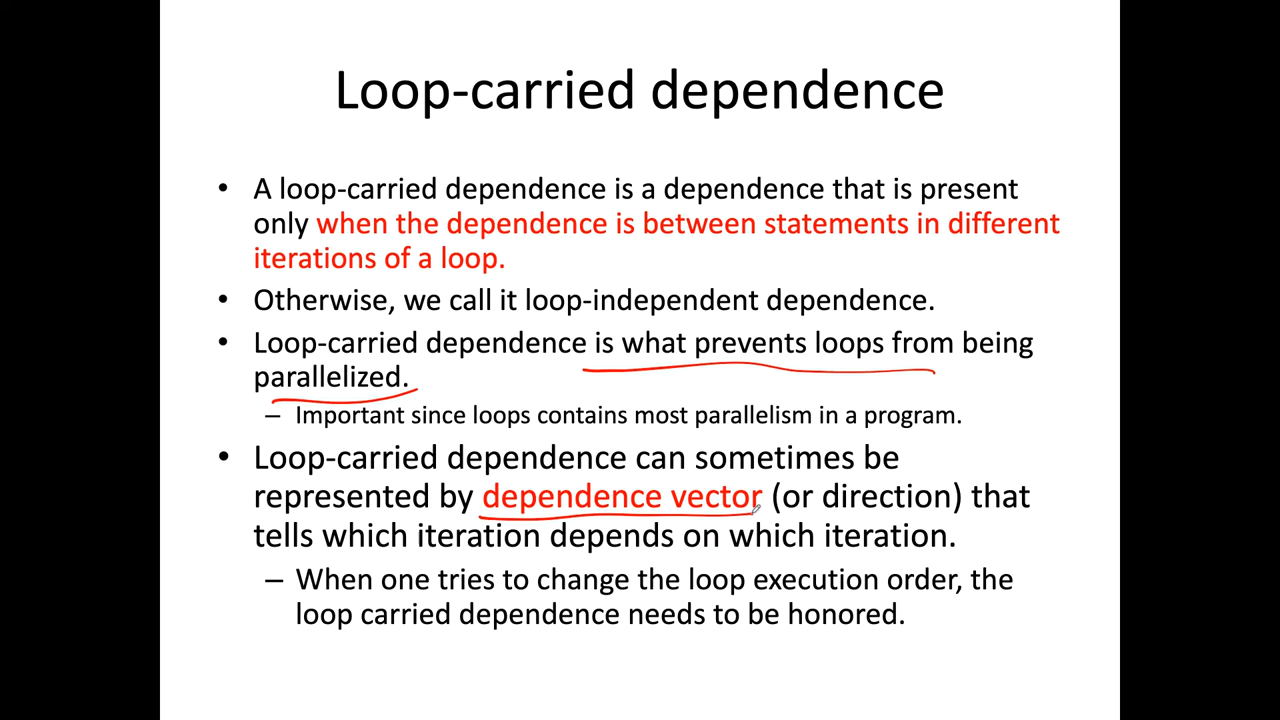 Loop-carried dependence
• A loop-carried dependence is a dependence that is present
only when the dependence is between statements in different
iterations of a loop.
• Otherwise, we call it loop-independent dependence.
• Loop-carried dependence is what prevents loops from being
parallelized.
– Important since loops contains most parallelism in a program.
• Loop-carried dependence can sometimes be
represented by dependence vector (or direction) that
tells which iteration depends on which iteration.
– When one tries to change the loop execution order, the
loop carried dependence needs to be honored.